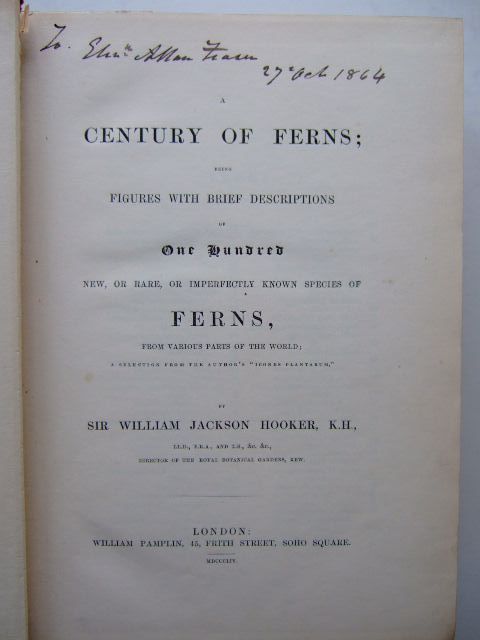 To. Eliz.th Allan Fraser
27 Oct 1864
A
CENTURY OF FERNS;
BEING
FIGURES WITH BRIEF DESCRIPTIONS
OF
One Hundred
NEW, OR RARE, OR IMPERFECTLY KNOWN SPECIES OF
FERNS,
FROM VARIOUS PARTS OF THE WORLD;
A SELECTION FROM THE AUTHOR'S "ICONES PLANTARUM,"
BY
SIR WILLIAM JACKSON HOOKER, K.H.,
LL.D., F.R.A., AND L.S., &c. &c.,
DIRECTOR OF THE ROYAL BOTANICAL GARDENS, KEW.
LONDON:
WILLIAM PAMPLIN, 45, FRITH STREET, SOHO SQUARE.
MDCCCLIV.